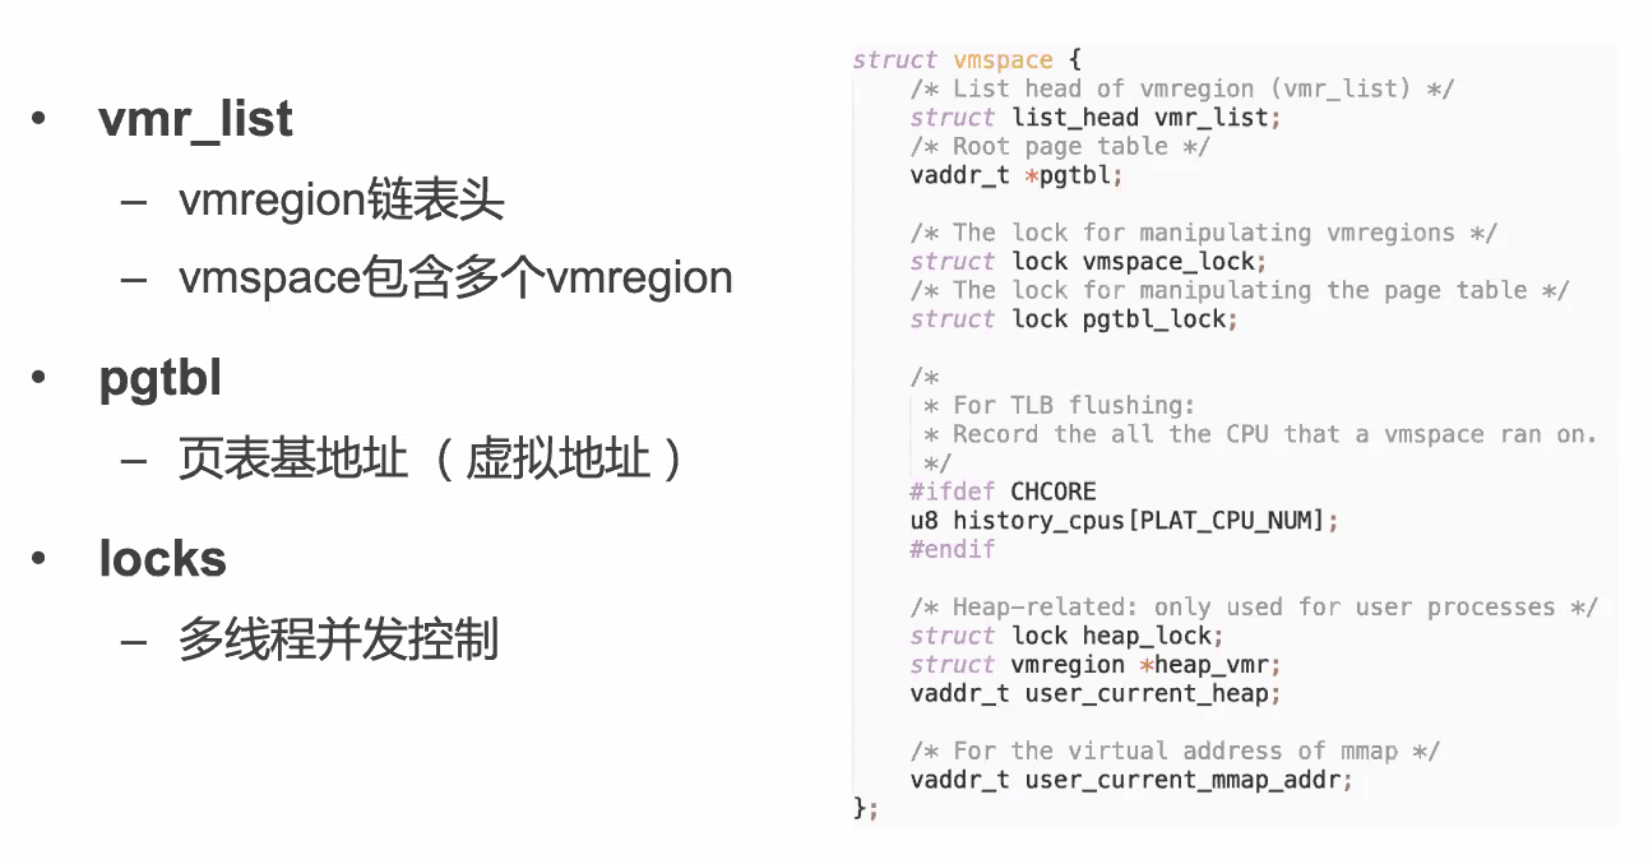 • vmr_list
– vmregion链表头
– vmspace包含多个vmregion
• pgtbl
– 页表基地址（虚拟地址）
• locks
– 多线程并发控制
struct vmspace {
/* List head of vmregion (vmr_list) */
struct list_head vmr_list;
/* Root page table */
vaddr_t *pgtbl;
/* The lock for manipulating vmregions */
struct lock vmspace_lock;
/* The lock for manipulating the page table */
struct lock pgtbl_lock;
/*
* For TLB flushing:
* Record the all the CPU that a vmspace ran on.
*/
#ifdef CHCORE
u8 history_cpus[PLAT_CPU_NUM];
#endif
/* Heap-related: only used for user processes */
struct lock heap_lock;
struct vmregion *heap_vmr;
vaddr_t user_current_heap;
/* For the virtual address of mmap */
vaddr_t user_current_mmap_addr;
};